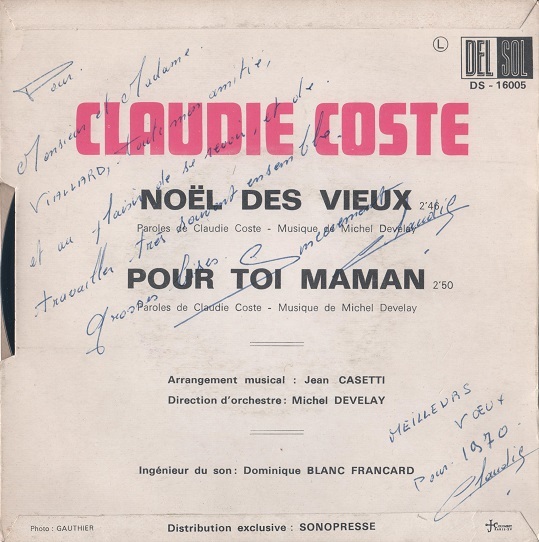 Ⓛ DEL SOL
DS - 16005
Pour
Monsieur et Madame
VIALLARD, toute mon amitié,
et au plaisir de se revoir, et de
travailler très souvent ensemble.
Grosses bises. Sincèrement
Claudie
CLAUDIE COSTE
NOËL DES VIEUX 2'46
Paroles de Claudie Coste - Musique de Michel Develay
POUR TOI MAMAN 2'50
Paroles de Claudie Coste - Musique de Michel Develay
Arrangement musical : Jean CASETTI
Direction d'orchestre : Michel DEVELAY
Ingénieur du son : Dominique BLANC FRANCARD
MEILLEURS
VŒUX
Pour 1970.
Claudie
Photo : GAUTHIER
Distribution exclusive : SONOPRESSE